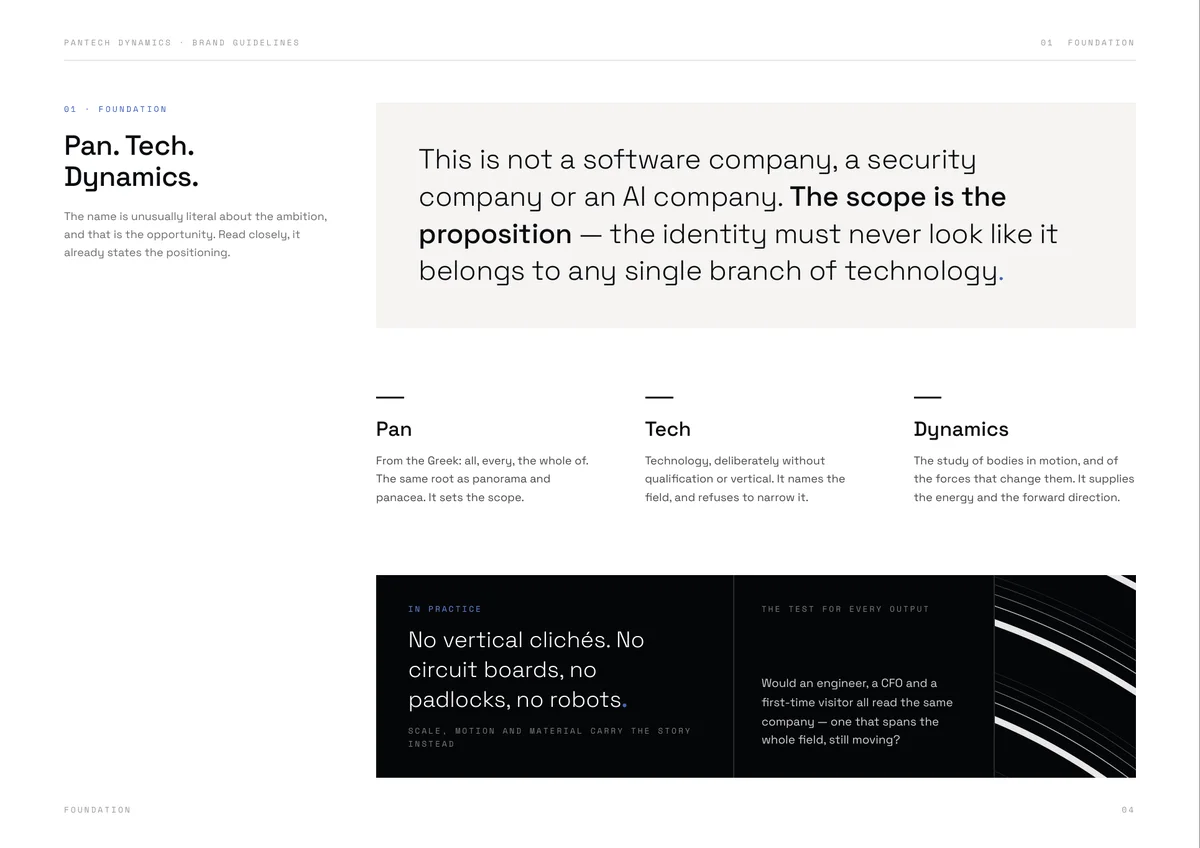 PANTECH DYNAMICS · BRAND GUIDELINES
01 FOUNDATION
01 · FOUNDATION
Pan. Tech.
Dynamics.
The name is unusually literal about the ambition,
and that is the opportunity. Read closely, it
already states the positioning.
This is not a software company, a security
company or an AI company. The scope is the
proposition — the identity must never look like it
belongs to any single branch of technology.
Pan
From the Greek: all, every, the whole of.
The same root as panorama and
panacea. It sets the scope.
Tech
Technology, deliberately without
qualification or vertical. It names the
field, and refuses to narrow it.
Dynamics
The study of bodies in motion, and of
the forces that change them. It supplies
the energy and the forward direction.
IN PRACTICE
No vertical clichés. No
circuit boards, no
padlocks, no robots.
SCALE, MOTION AND MATERIAL CARRY THE STORY
INSTEAD
THE TEST FOR EVERY OUTPUT
Would an engineer, a CFO and a
first-time visitor all read the same
company — one that spans the
whole field, still moving?
FOUNDATION
04